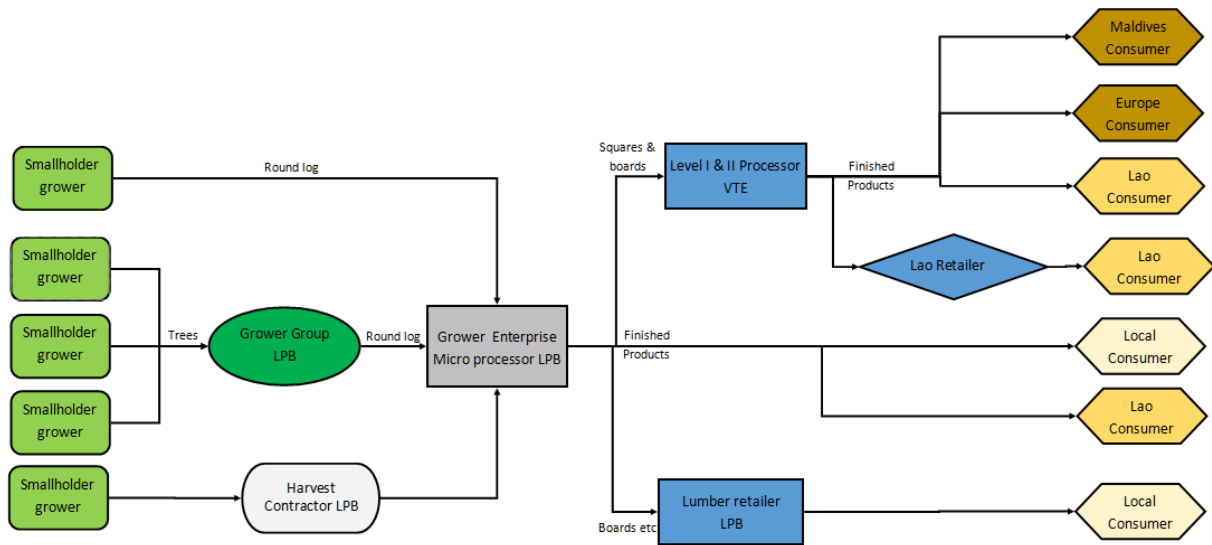 Maldives
Consumer
Europe
Consumer
Squares &
boards
Level I & II Processor
VTE
Finished
Products
Lao
Consumer
Smallholder
grower
Round log
Smallholder
grower
Lao Retailer
Lao
Consumer
Smallholder
grower
Trees
Grower Group
LPB
Round log
Grower Enterprise
Micro processor LPB
Finished
Products
Local
Consumer
Smallholder
grower
Lao
Consumer
Smallholder
grower
Harvest
Contractor LPB
Boards etc
Lumber retailer
LPB
Local
Consumer